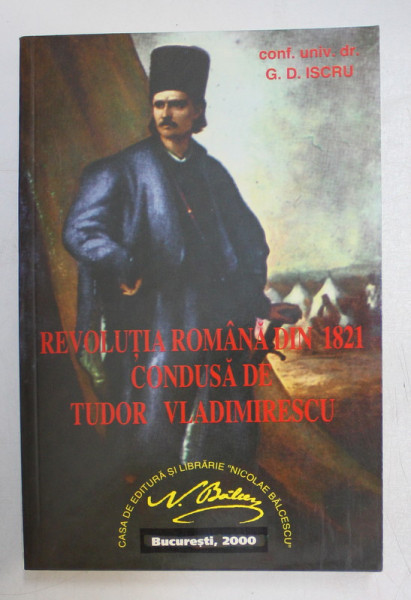 conf. univ. dr.
G. D. ISCRU
REVOLUȚIA ROMÂNĂ DIN 1821
CONDUSĂ DE
TUDOR VLADIMIRESCU
CASA DE EDITURĂ ȘI LIBRĂRIE "NICOLAE BĂLCESCU"
N. Bălcescu
București, 2000